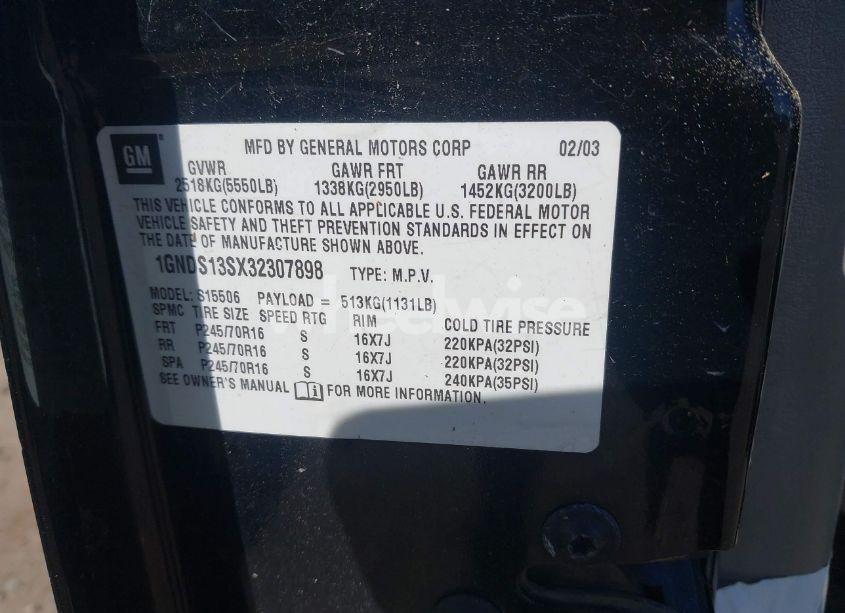 GM
MFD BY GENERAL MOTORS CORP 02/03
GVWR GAWR FRT GAWR RR
2518KG(5550LB) 1338KG(2950LB) 1452KG(3200LB)
THIS VEHICLE CONFORMS TO ALL APPLICABLE U.S. FEDERAL MOTOR
VEHICLE SAFETY AND THEFT PREVENTION STANDARDS IN EFFECT ON
THE DATE OF MANUFACTURE SHOWN ABOVE.
1GNDS13SX32307898 TYPE: M.P.V.
MODEL: S15506 PAYLOAD = 513KG(1131LB)
SPMC TIRE SIZE SPEED RTG RIM COLD TIRE PRESSURE
FRT P245/70R16 S 16X7J 220KPA(32PSI)
RR P245/70R16 S 16X7J 220KPA(32PSI)
SPA P245/70R16 S 16X7J 240KPA(35PSI)
SEE OWNER'S MANUAL FOR MORE INFORMATION.
wheelwise